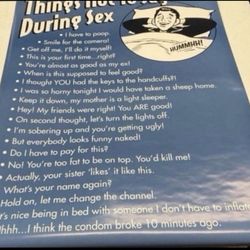 Things not to
During Sex
• I have to poop.
• Smile for the camera!
• Get off me, I'll do it myself!
• This is your first time...right?
• You're almost as good as my ex!
• When is this supposed to feel good?
• I thought YOU had the keys to the handcuffs?!
• I was so horny tonight I would have taken a sheep home.
• Keep it down, my mother is a light sleeper.
• Hey! My friends were right! You ARE good!
• On second thought, let's turn the lights off.
• I'm sobering up and you're getting ugly!
• But everybody looks funny naked!
• Do I have to pay for this?
• No! You're too fat to be on top. You'd kill me!
• Actually, your sister 'likes' it like this.
What's your name again?
Hold on, let me change the channel.
It's nice being in bed with someone I don't have to inflate
hhh...I think the condom broke 10 minutes ago.
HUMMHH!